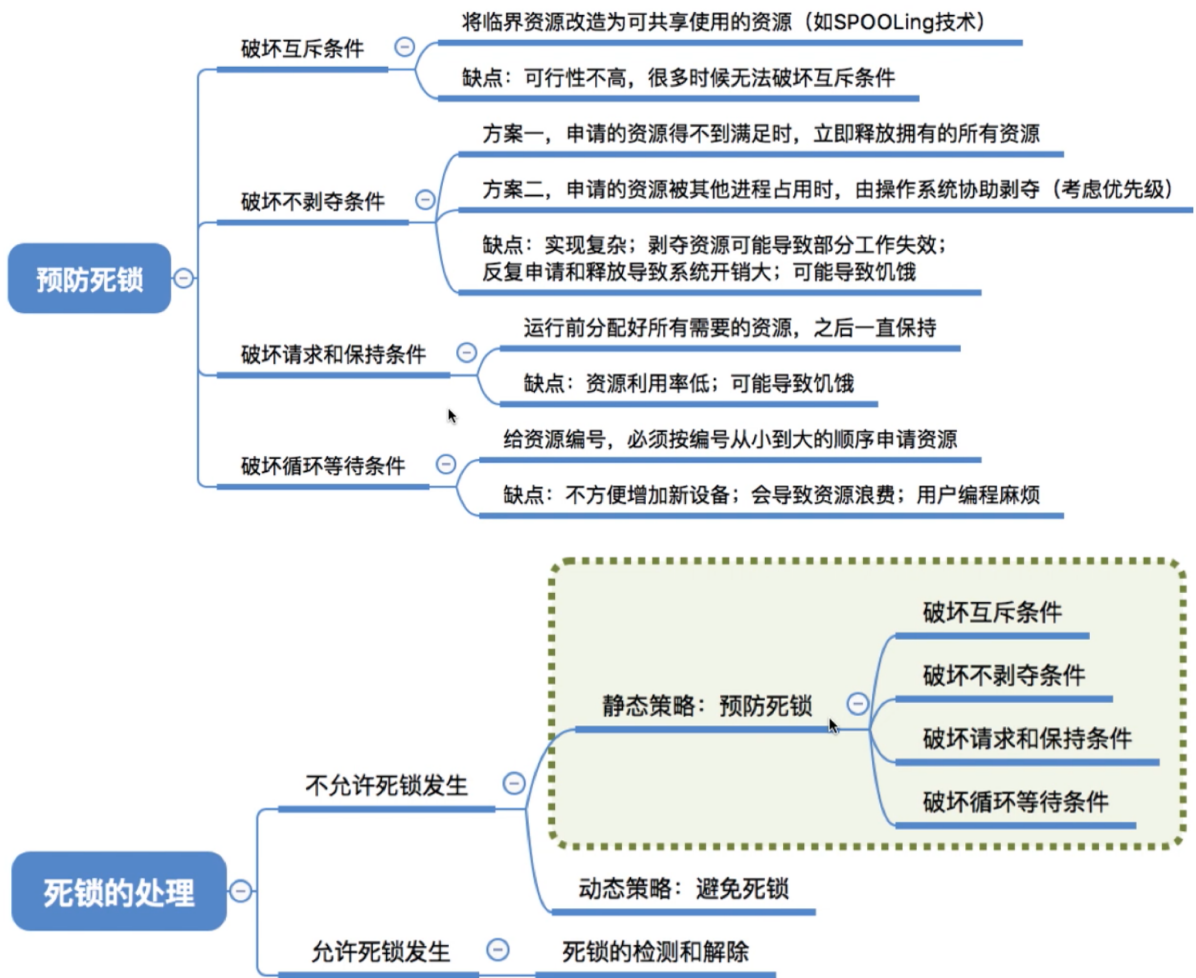 将临界资源改造为可共享使用的资源（如SPOOLing技术）
破坏互斥条件
缺点：可行性不高，很多时候无法破坏互斥条件
方案一，申请的资源得不到满足时，立即释放拥有的所有资源
方案二，申请的资源被其他进程占用时，由操作系统协助剥夺（考虑优先级）
破坏不剥夺条件
缺点：实现复杂；剥夺资源可能导致部分工作失效；
反复申请和释放导致系统开销大；可能导致饥饿
预防死锁
运行前分配好所有需要的资源，之后一直保持
破坏请求和保持条件
缺点：资源利用率低；可能导致饥饿
给资源编号，必须按编号从小到大的顺序申请资源
破坏循环等待条件
缺点：不方便增加新设备；会导致资源浪费；用户编程麻烦
破坏互斥条件
破坏不剥夺条件
静态策略：预防死锁
破坏请求和保持条件
不允许死锁发生
破坏循环等待条件
死锁的处理
动态策略：避免死锁
允许死锁发生
死锁的检测和解除